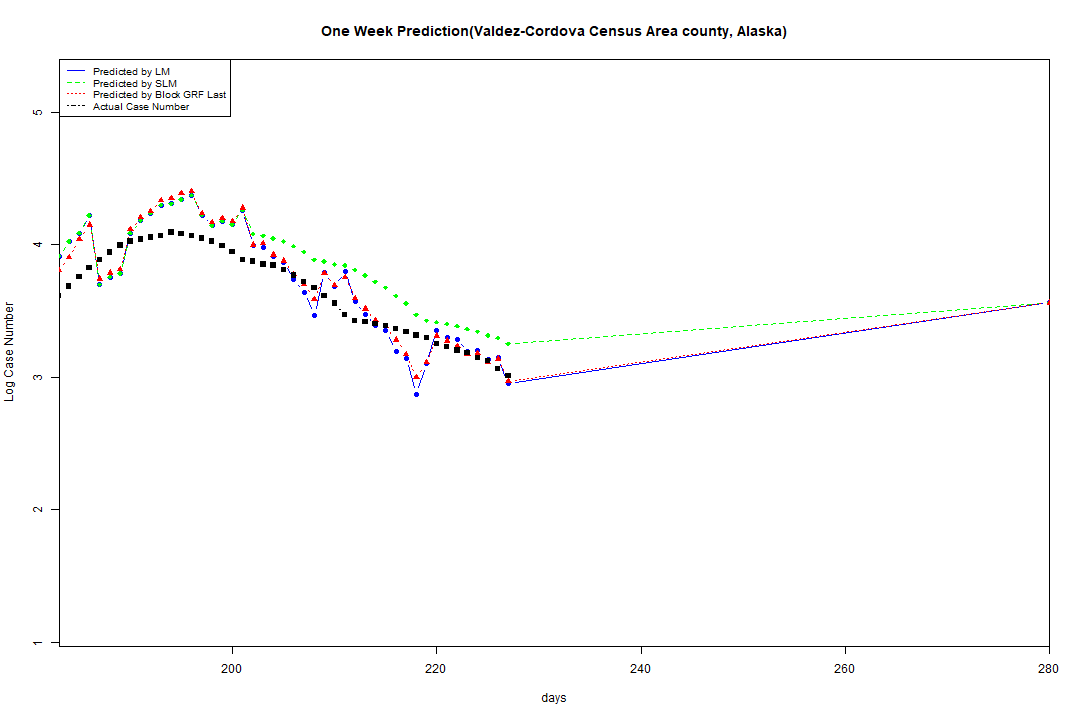 One Week Prediction(Valdez-Cordova Census Area county, Alaska)
Predicted by LM
Predicted by SLM
Predicted by Block GRF Last
Actual Case Number
5
4
3
2
1
Log Case Number
200 220 240 260 280
days